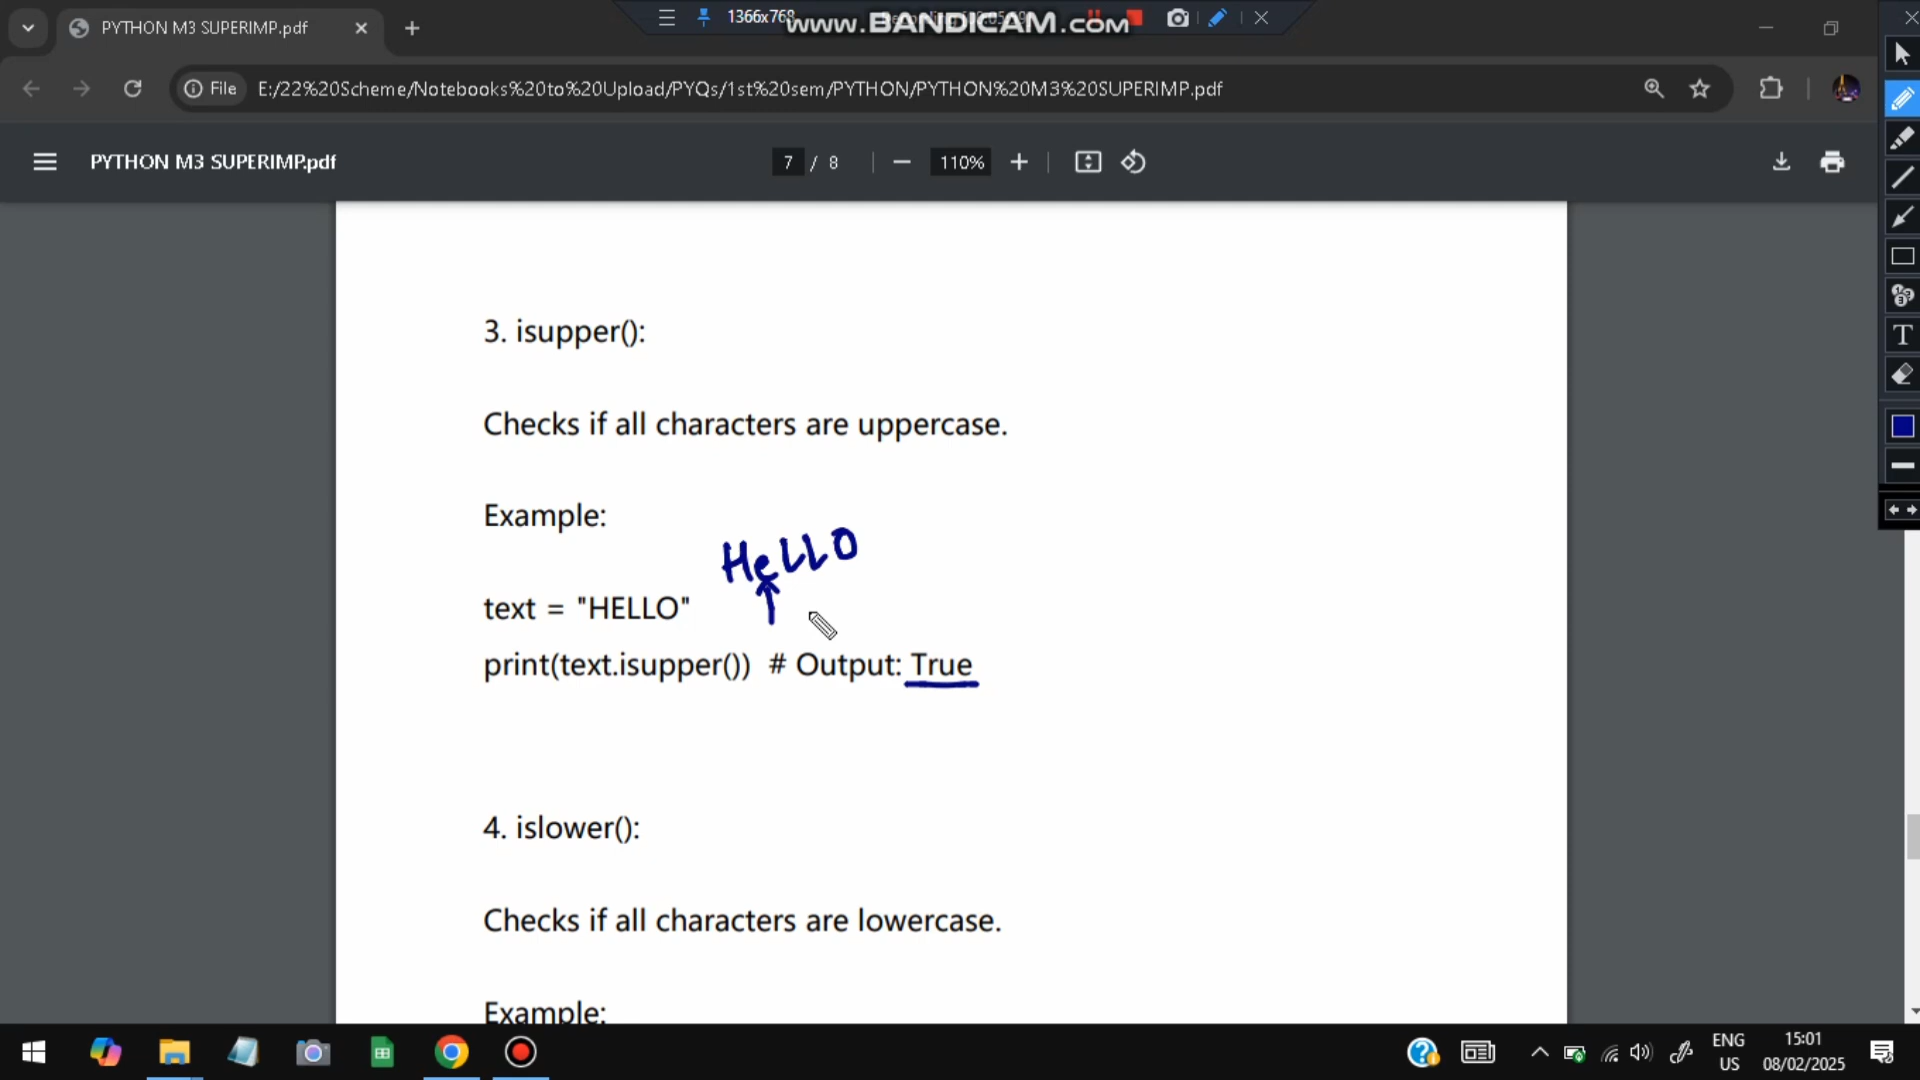 PYTHON M3 SUPERIMP.pdf
1366x768
www.BANDICAM.com
File
E:/22%20Scheme/Notebooks%20to%20Upload/PYQs/1st%20sem/PYTHON/PYTHON%20M3%20SUPERIMP.pdf
PYTHON M3 SUPERIMP.pdf
7 / 8
110%
3. isupper():
Checks if all characters are uppercase.
Example:
HeLLO
text = "HELLO"
print(text.isupper()) # Output: True
4. islower():
Checks if all characters are lowercase.
Example:
T
ENG
US
15:01
08/02/2025